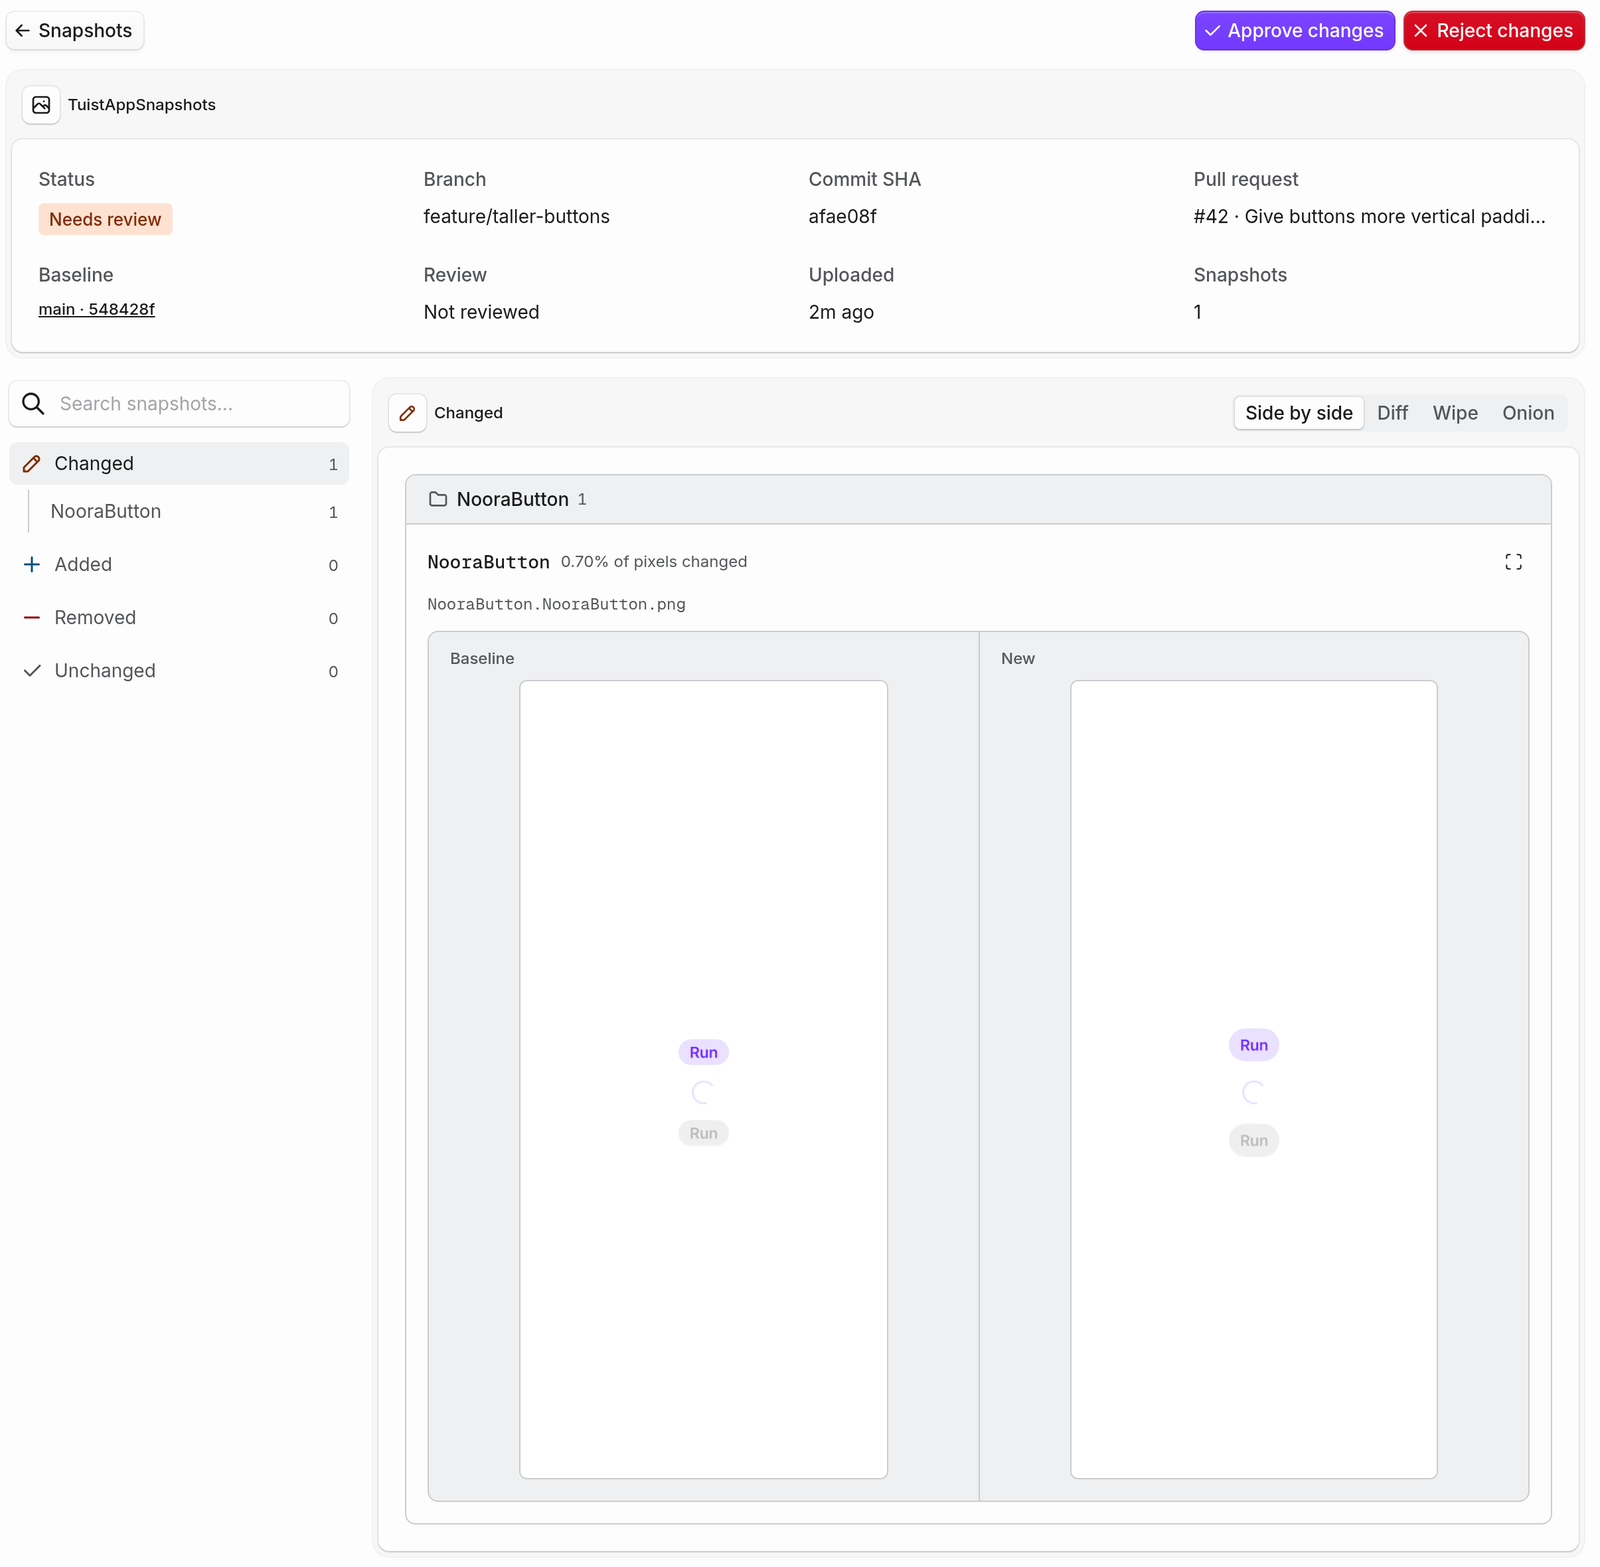 Snapshots
Approve changes
Reject changes
TuistAppSnapshots
Status
Branch
Commit SHA
Pull request
Needs review
feature/taller-buttons
afae08f
#42 · Give buttons more vertical paddi...
Baseline
Review
Uploaded
Snapshots
main · 548428f
Not reviewed
2m ago
1
Search snapshots...
Changed 1
NooraButton 1
Added 0
Removed 0
Unchanged 0
Changed
Side by side Diff Wipe Onion
NooraButton 1
NooraButton 0.70% of pixels changed
NooraButton.NooraButton.png
Baseline
New
Run
Run
Run
Run